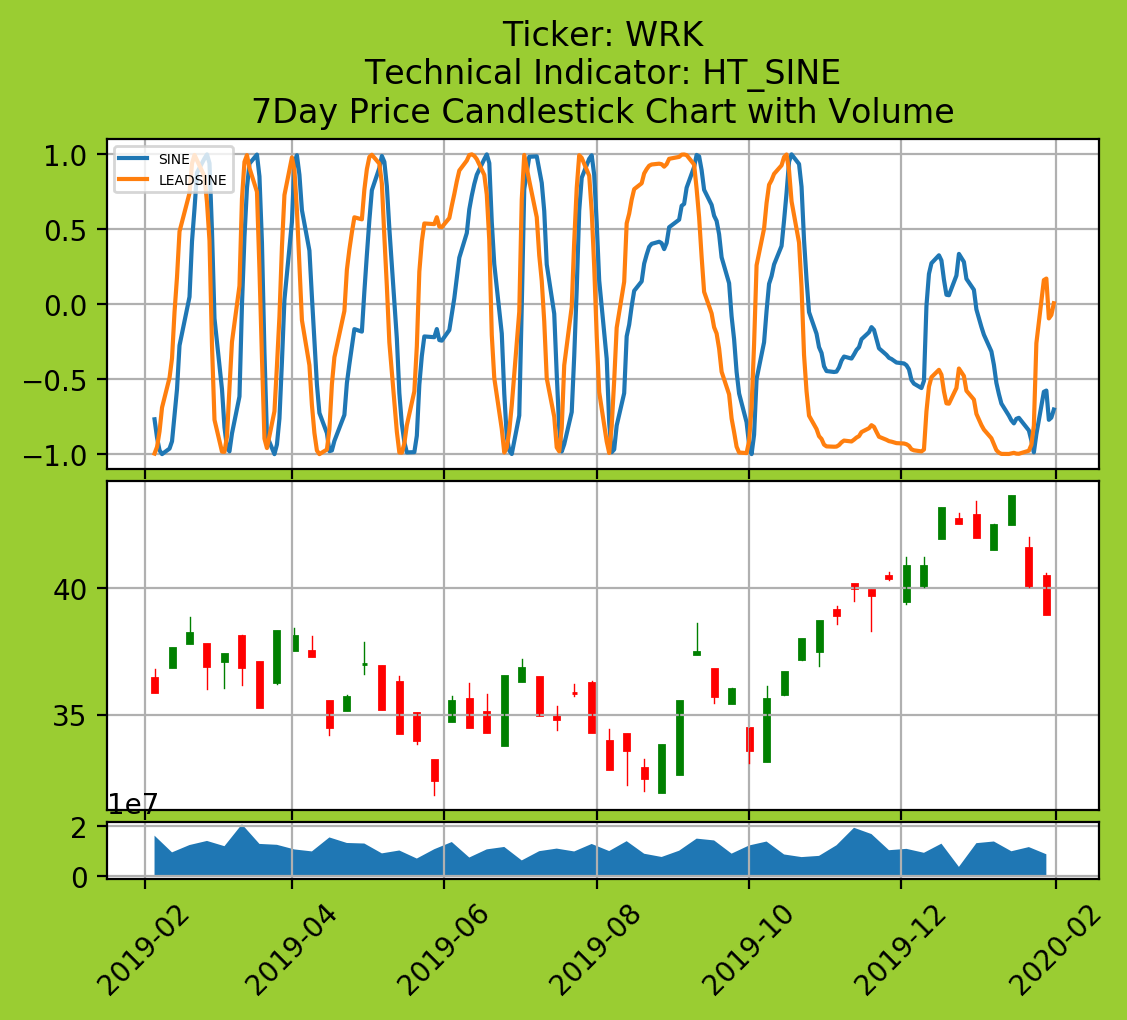 Ticker: WRK
Technical Indicator: HT_SINE
7Day Price Candlestick Chart with Volume
SINE
LEADSINE
1.0
0.5
0.0
−0.5
−1.0
40
35
1e7
2
0
2019-02
2019-04
2019-06
2019-08
2019-10
2019-12
2020-02